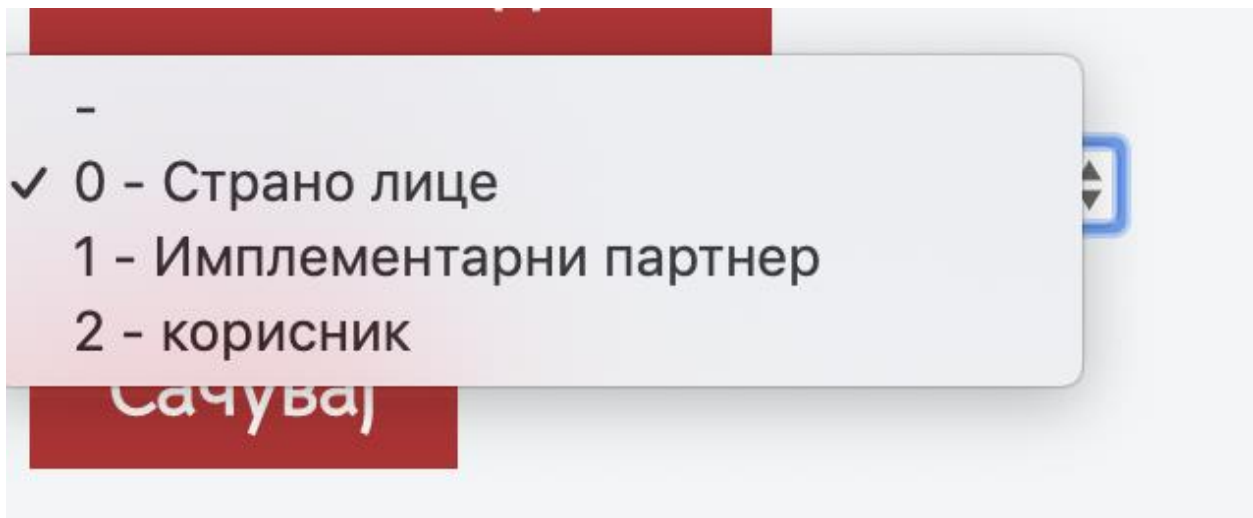 -
✓ 0 - Страно лице
1 - Имплементарни партнер
2 - корисник
Сачувај